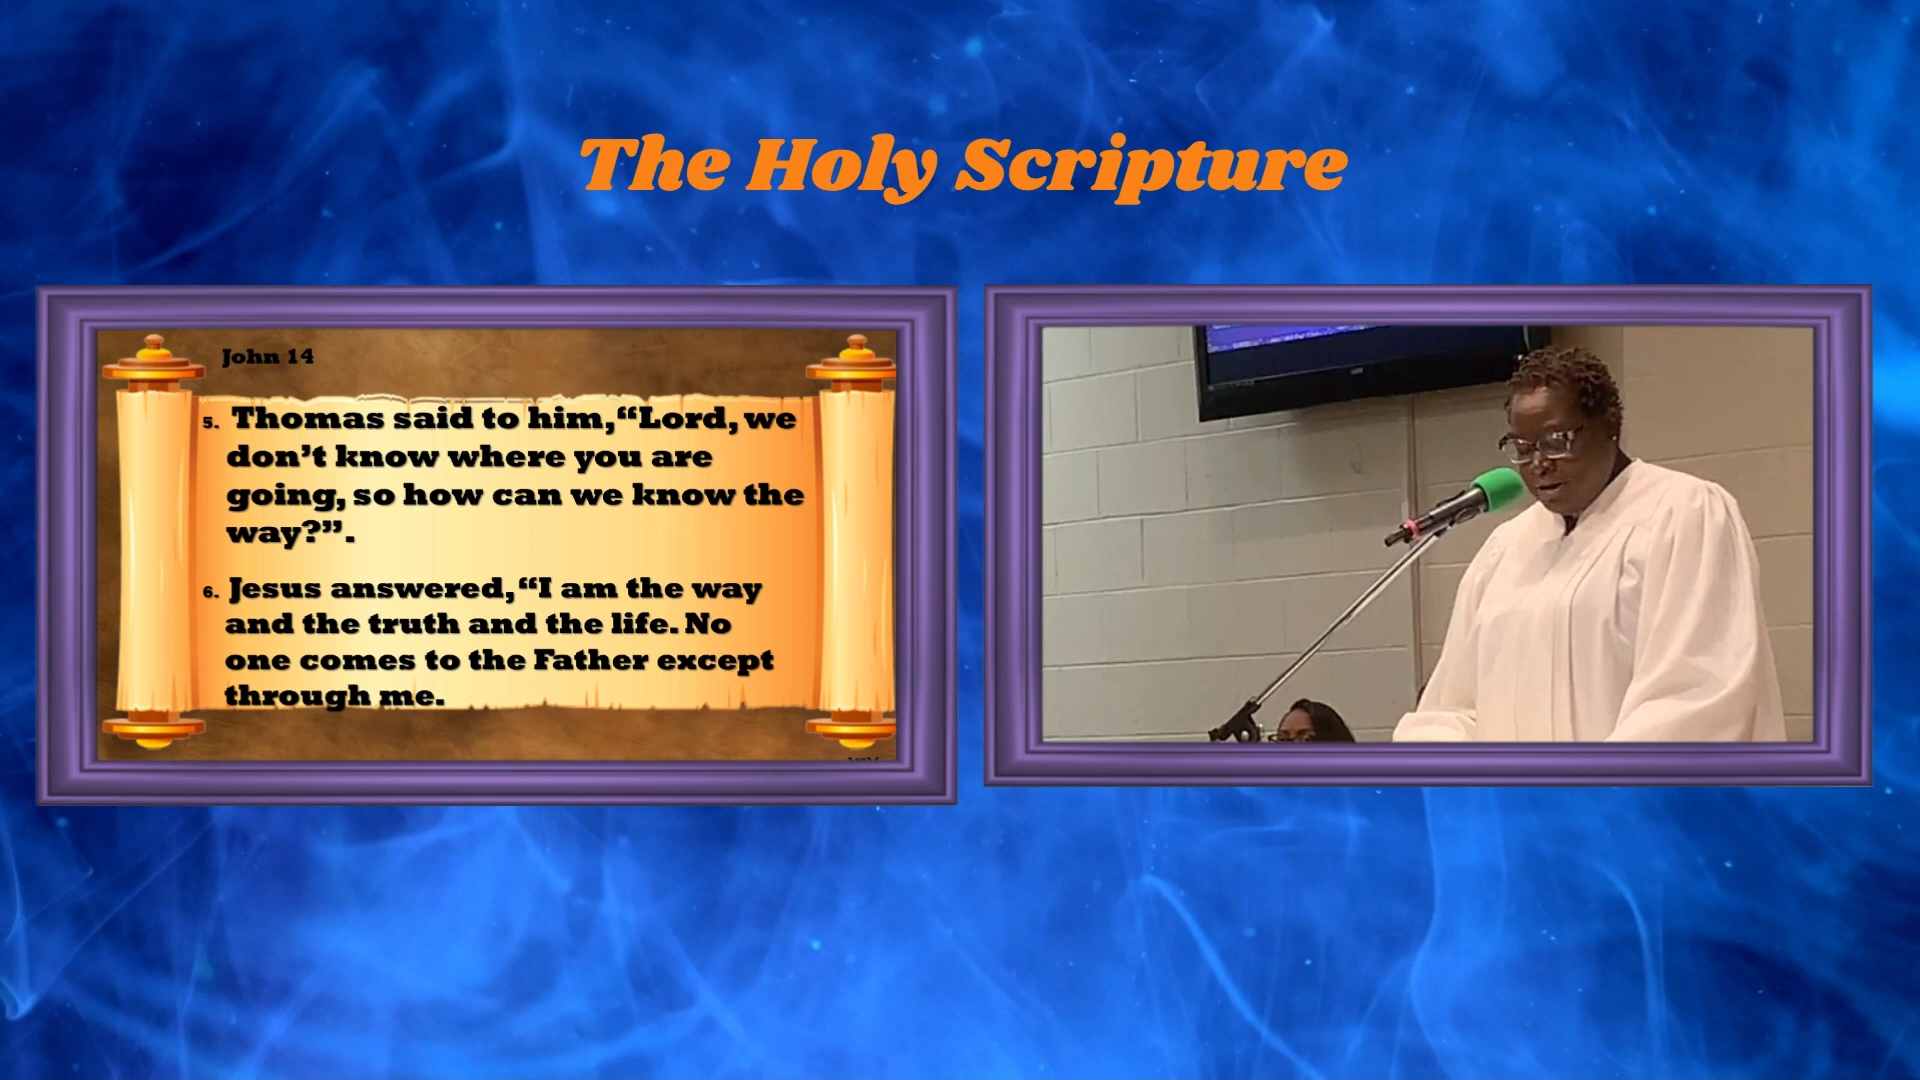 The Holy Scripture
John 14
5. Thomas said to him,“Lord, we
don’t know where you are
going, so how can we know the
way?”.
6. Jesus answered,“I am the way
and the truth and the life. No
one comes to the Father except
through me.